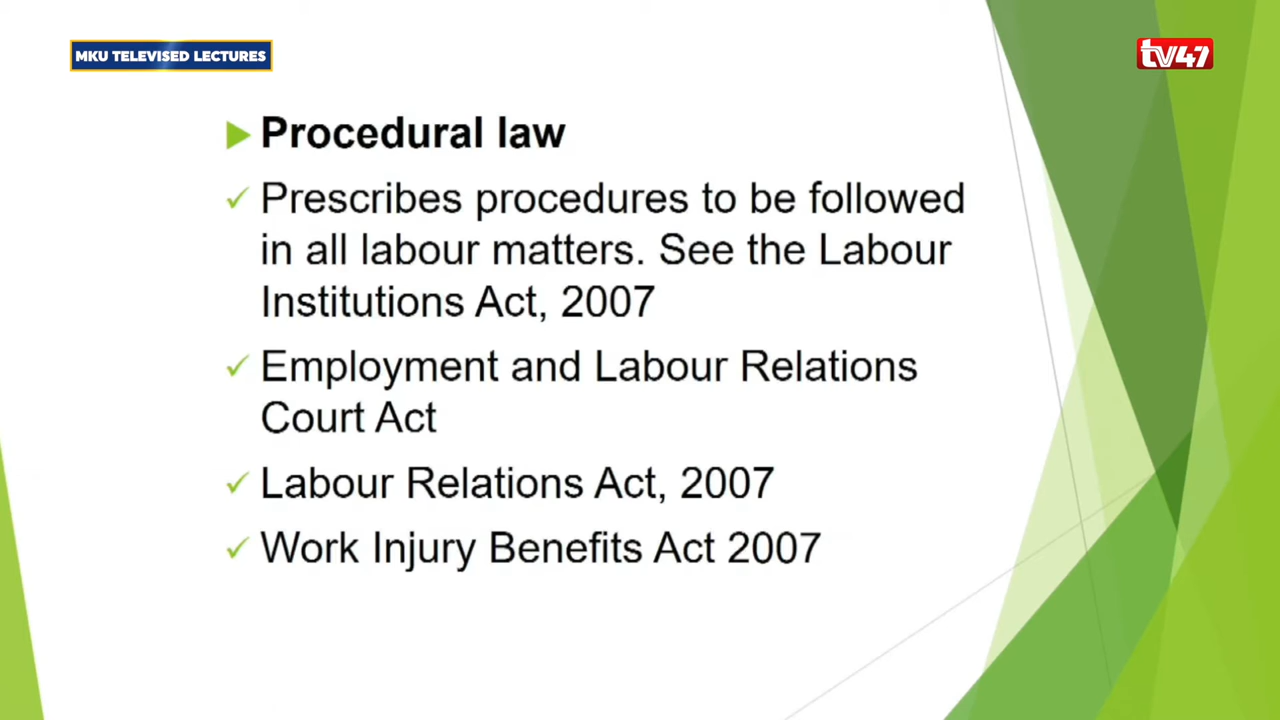 MKU TELEVISED LECTURES
tv47
Procedural law
Prescribes procedures to be followed
in all labour matters. See the Labour
Institutions Act, 2007
Employment and Labour Relations
Court Act
Labour Relations Act, 2007
Work Injury Benefits Act 2007